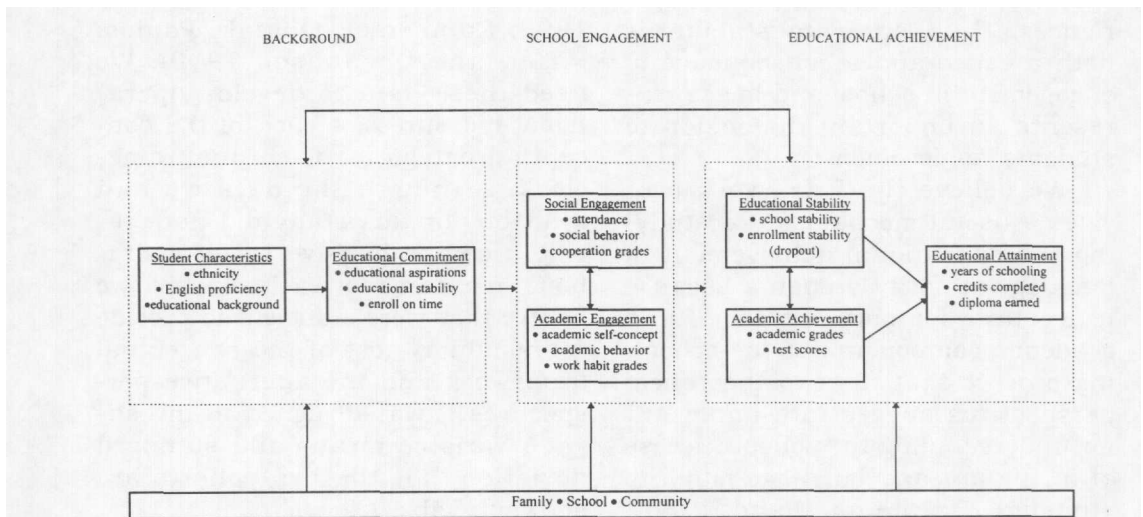 BACKGROUND
SCHOOL ENGAGEMENT
EDUCATIONAL ACHIEVEMENT
Student Characteristics
• ethnicity
• English proficiency
•educational background
Educational Commitment
• educational aspirations
• educational stability
• enroll on time
Social Engagement
• attendance
• social behavior
• cooperation grades
Academic Engagement
• academic self-concept
• academic behavior
• work habit grades
Educational Stability
• school stability
• enrollment stability
(dropout)
Academic Achievement
• academic grades
• test scores
Educational Attainment
• years of schooling
• credits completed
• diploma earned
Family • School • Community